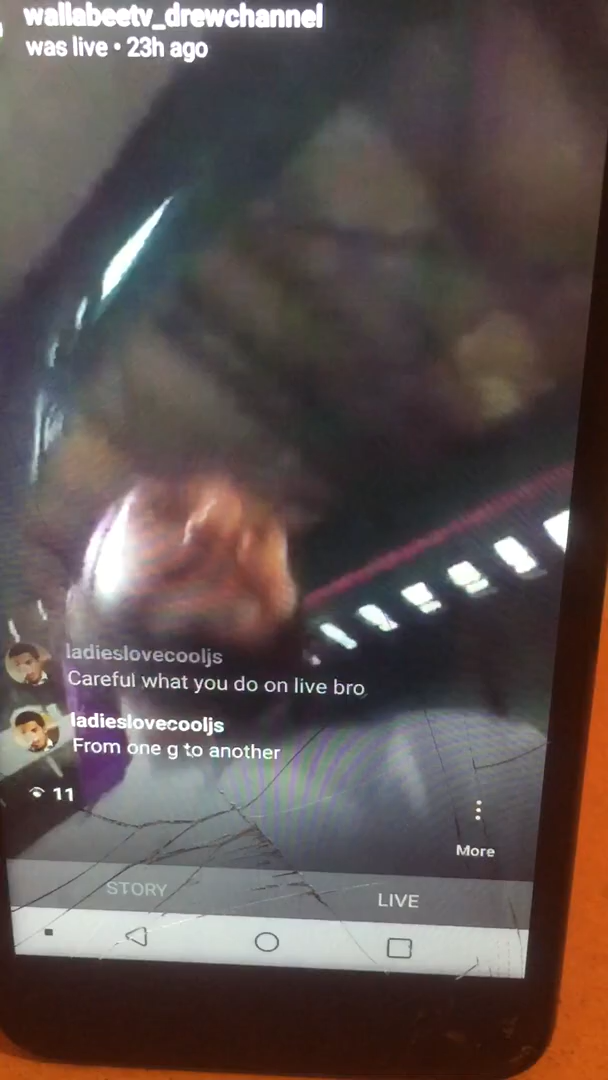 wallabeetv_drewchannel
was live • 23h ago
ladieslovecooljs
Careful what you do on live bro
ladieslovecooljs
From one g to another
11
More
STORY
LIVE